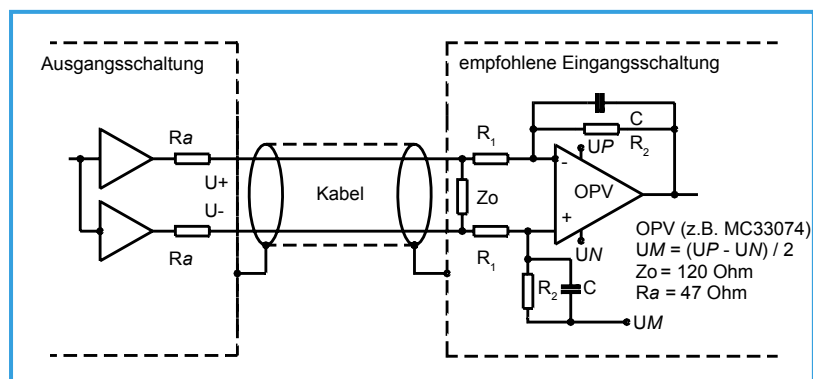 Ausgangsschaltung
empfohlene Eingangsschaltung
Ra
U+
U-
Ra
Kabel
Zo
R1
R1
C
R2
UP
-
OPV
+
UN
R2
C
UM
OPV (z.B. MC33074)
UM = (UP - UN) / 2
Zo = 120 Ohm
Ra = 47 Ohm